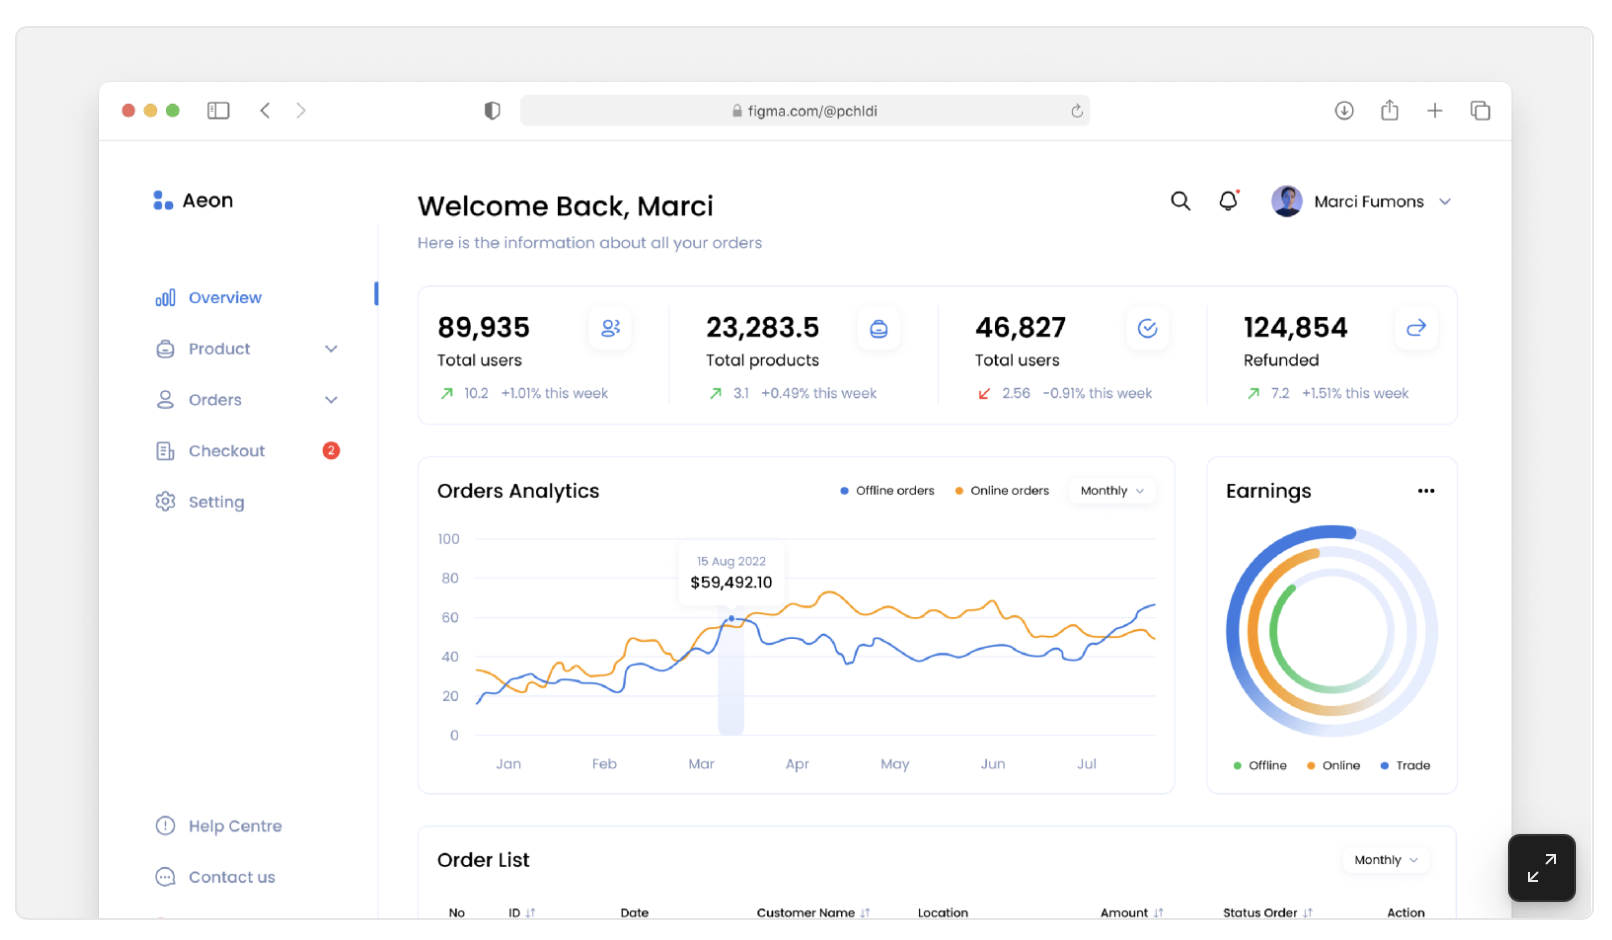 figma.com/@pchldi
Aeon
Welcome Back, Marci
Marci Fumons
Here is the information about all your orders
Overview
Product
Orders
Checkout 2
Setting
89,935
Total users
10.2 +1.01% this week
23,283.5
Total products
3.1 +0.49% this week
46,827
Total users
2.56 -0.91% this week
124,854
Refunded
7.2 +1.51% this week
Orders Analytics
Offline orders Online orders Monthly
100
80
60
40
20
0
15 Aug 2022
$59,492.10
Jan Feb Mar Apr May Jun Jul
Earnings
Offline Online Trade
Help Centre
Contact us
Order List
Monthly
No ID Date Customer Name Location Amount Status Order Action